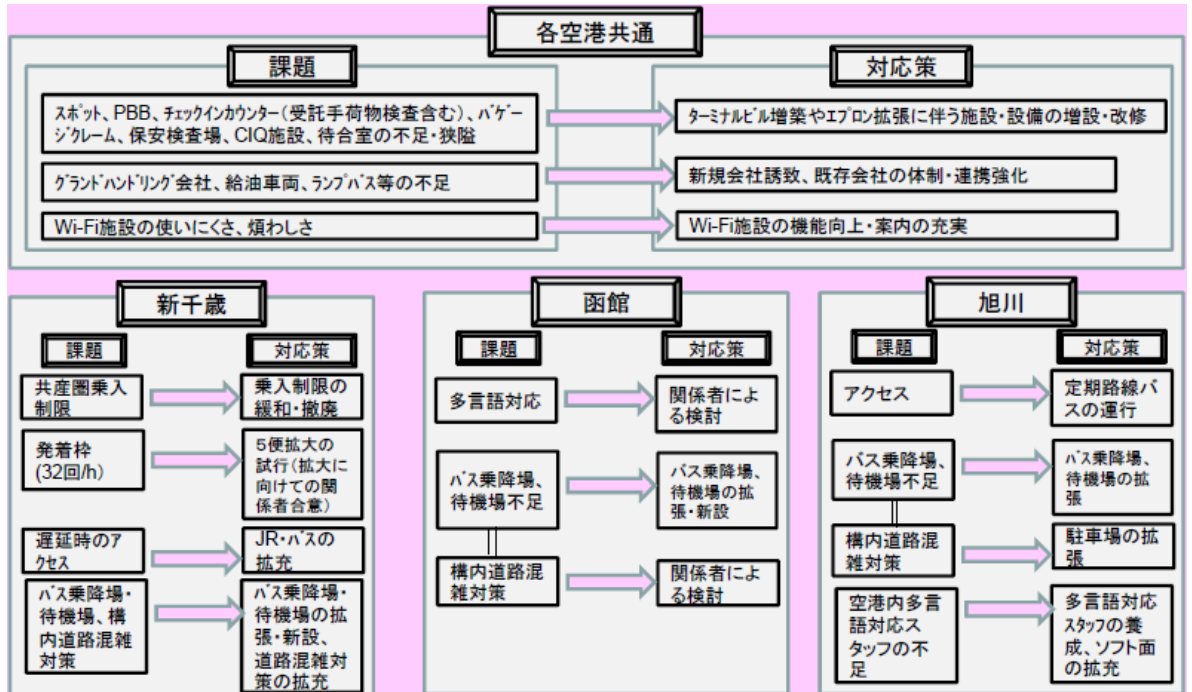 各空港共通
課題
対応策
スポット、PBB、チェックインカウンター(受託手荷物検査含む)、バゲー
ジクレーム、保安検査場、CIQ施設、待合室の不足・狭隘
ターミナルビル増築やエプロン拡張に伴う施設・設備の増設・改修
グランドハンドリング会社、給油車両、ランプバス等の不足
新規会社誘致、既存会社の体制・連携強化
Wi-Fi施設の使いにくさ、煩わしさ
Wi-Fi施設の機能向上・案内の充実
新千歳
課題
対応策
共産圏乗入
制限
乗入制限の
緩和・撤廃
発着枠
(32回/h)
5便拡大の
試行(拡大に
向けての関
係者合意)
遅延時のア
クセス
JR・バスの
拡充
バス乗降場・
待機場、構
内道路混雑
対策
バス乗降場・
待機場の拡
張・新設、
道路混雑対
策の拡充
函館
課題
対応策
多言語対応
関係者によ
る検討
バス乗降場、
待機場不足
バス乗降場、
待機場の拡
張・新設
構内道路混
雑対策
関係者によ
る検討
旭川
課題
対応策
アクセス
定期路線バ
スの運行
バス乗降場、
待機場不足
バス乗降場、
待機場の拡
張
構内道路混
雑対策
駐車場の拡
張
空港内多言
語対応ス
タッフの不
足
多言語対応
スタッフの養
成、ソフト面
の拡充